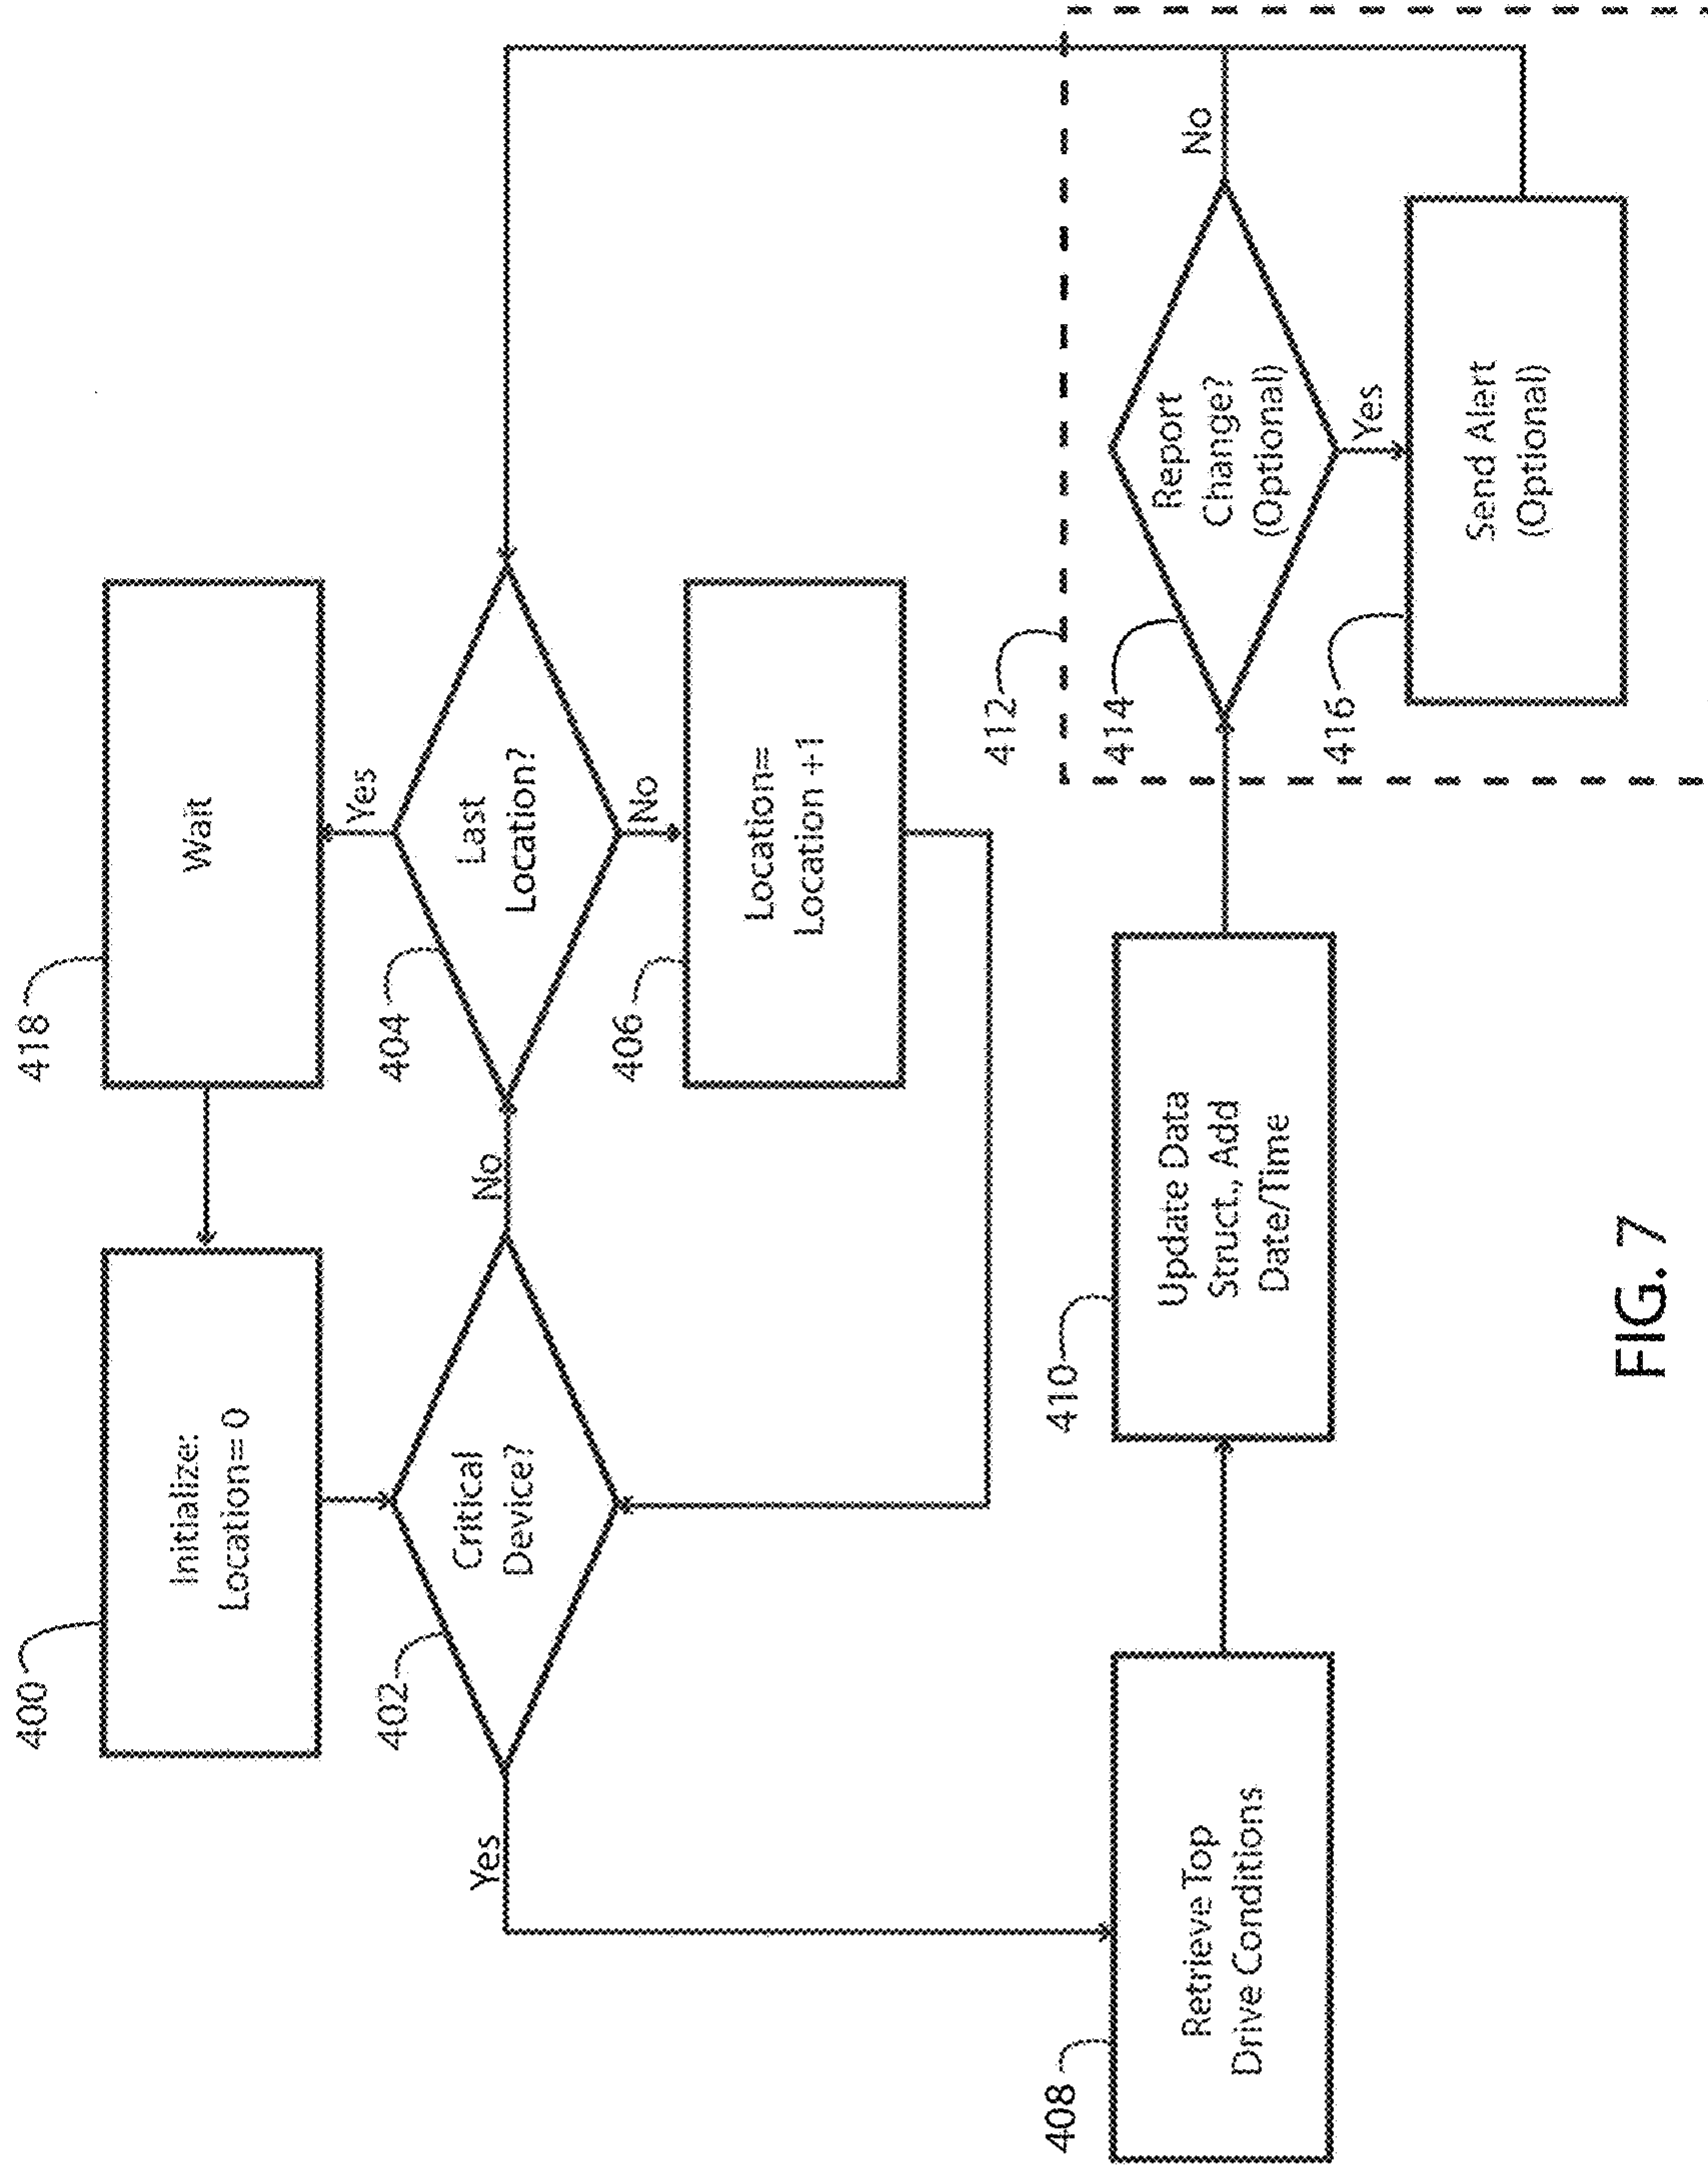 400
Initialize:
Location= 0
418
Wait
402
Critical
Device?
Yes
No
404
Last
Location?
Yes
No
406
Location=
Location +1
408
Retrieve Top
Drive Conditions
410
Update Data
Struct., Add
Date/Time
412
414
Report
Change?
(Optional)
No
Yes
416
Send Alert
(Optional)
FIG. 7